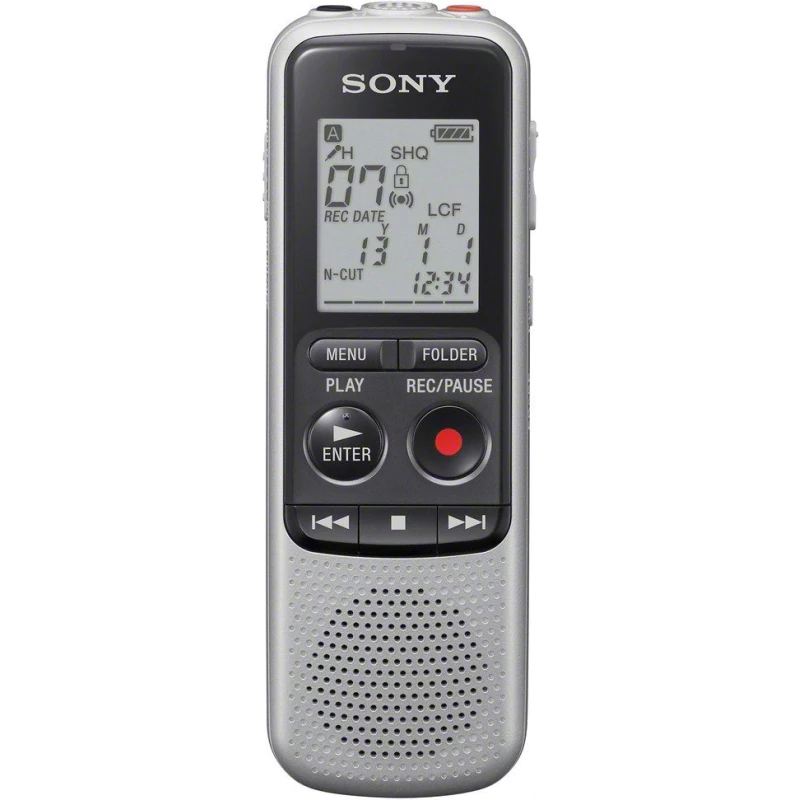 SONY
A
H SHQ
07
REC DATE LCF
Y M D
13 1 1
N-CUT 12:34
MENU FOLDER
PLAY REC/PAUSE
ENTER